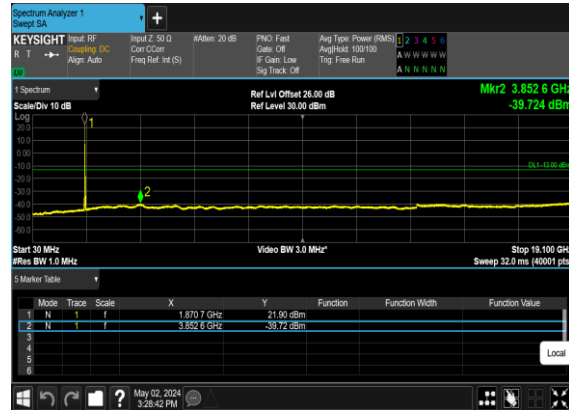 Spectrum Analyzer 1
Swept SA
+
KEYSIGHT Input: RF Input Z: 50 Ω #Atten: 20 dB PNO: Fast Avg Type: Power (RMS) 1 2 3 4 5 6
R T Coupling: DC Corr CCorr Gate: Off Avg|Hold: 100/100 A W W W W W
Align: Auto Freq Ref: Int (S) IF Gain: Low Trig: Free Run
LW Sig Track: Off A N N N N N
1 Spectrum Ref Lvl Offset 26.00 dB Mkr2 3.852 6 GHz
Scale/Div 10 dB Ref Level 30.00 dBm -39.724 dBm
Log
20.0
10.0
0.00
-10.0
-20.0
-30.0
-40.0
-50.0
-60.0
1
DL1 -13.00 dBm
2
Start 30 MHz Video BW 3.0 MHz* Stop 19.100 GHz
#Res BW 1.0 MHz Sweep 32.0 ms (40001 pts)
5 Marker Table
Mode Trace Scale X Y Function Function Width Function Value
1 N 1 f 1.870 7 GHz 21.90 dBm
2 N 1 f 3.852 6 GHz -39.72 dBm
3
4
5
6
Local
? May 02, 2024
3:28:42 PM